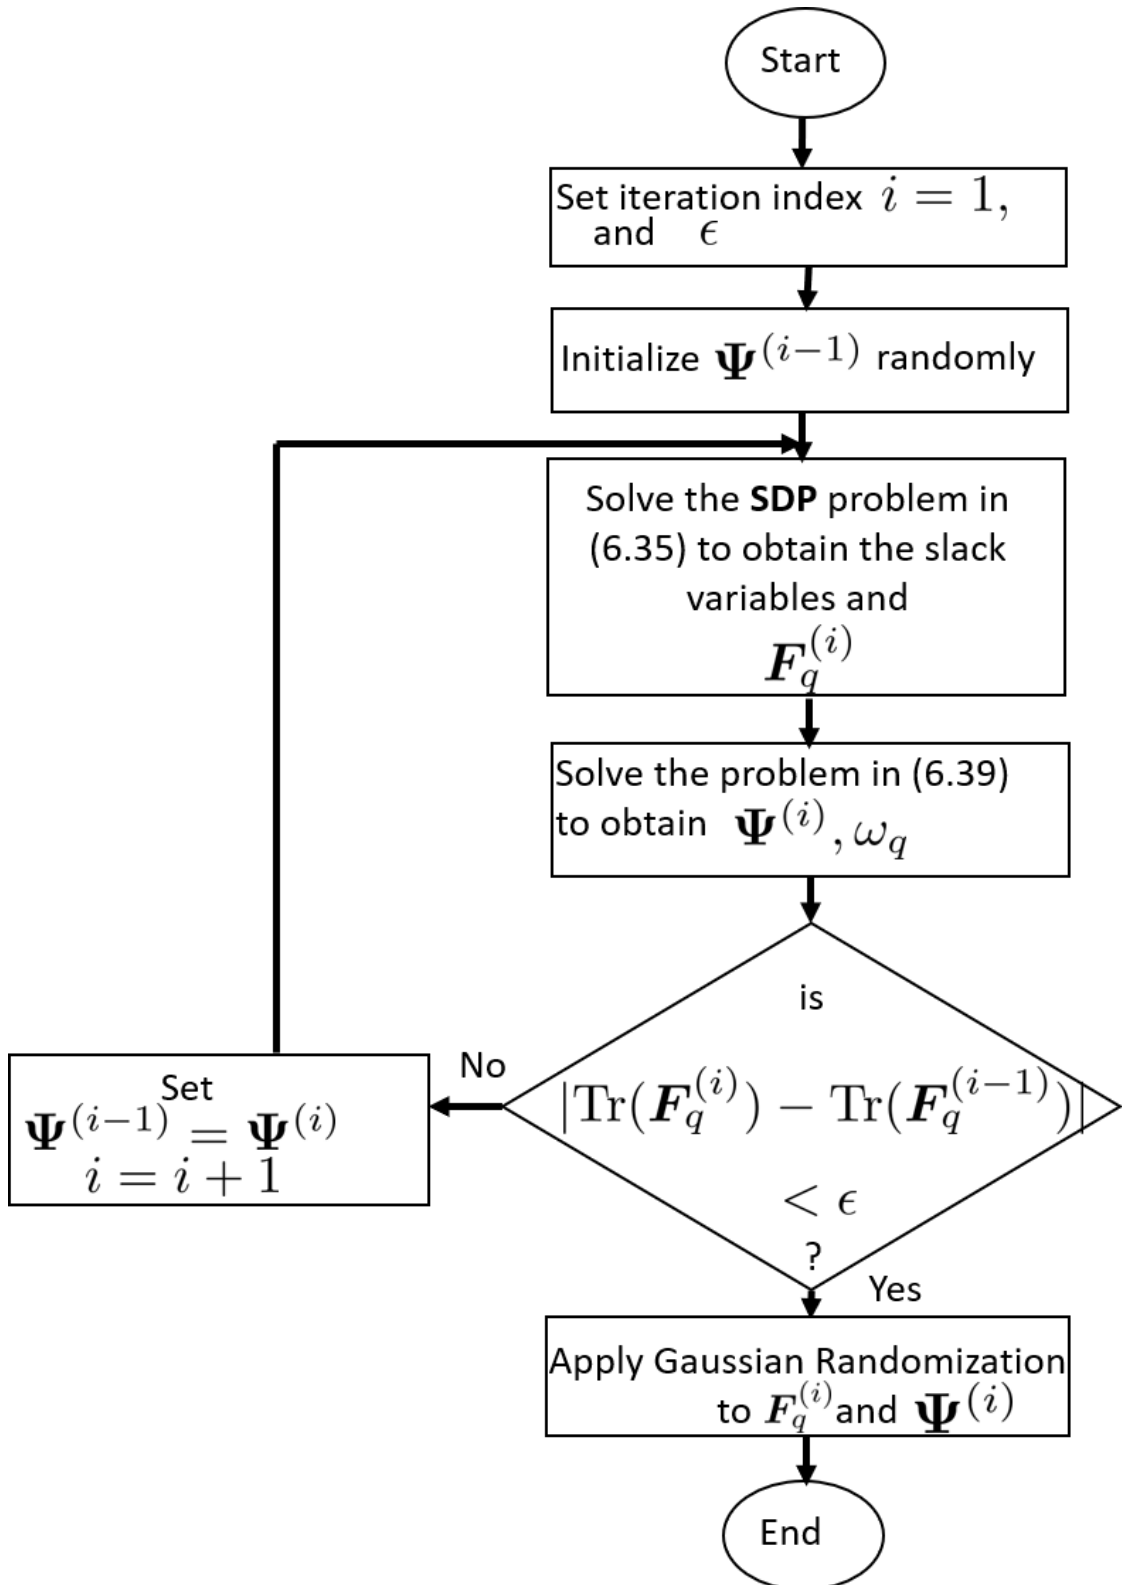 Start
Set iteration index i = 1,
and ϵ
Initialize Ψ^(i−1) randomly
Solve the SDP problem in
(6.35) to obtain the slack
variables and
F_q^(i)
Solve the problem in (6.39)
to obtain Ψ^(i), ω_q
is
|Tr(F_q^(i)) − Tr(F_q^(i−1))|
< ϵ
?
No
Set
Ψ^(i−1) = Ψ^(i)
i = i + 1
Yes
Apply Gaussian Randomization
to F_q^(i) and Ψ^(i)
End